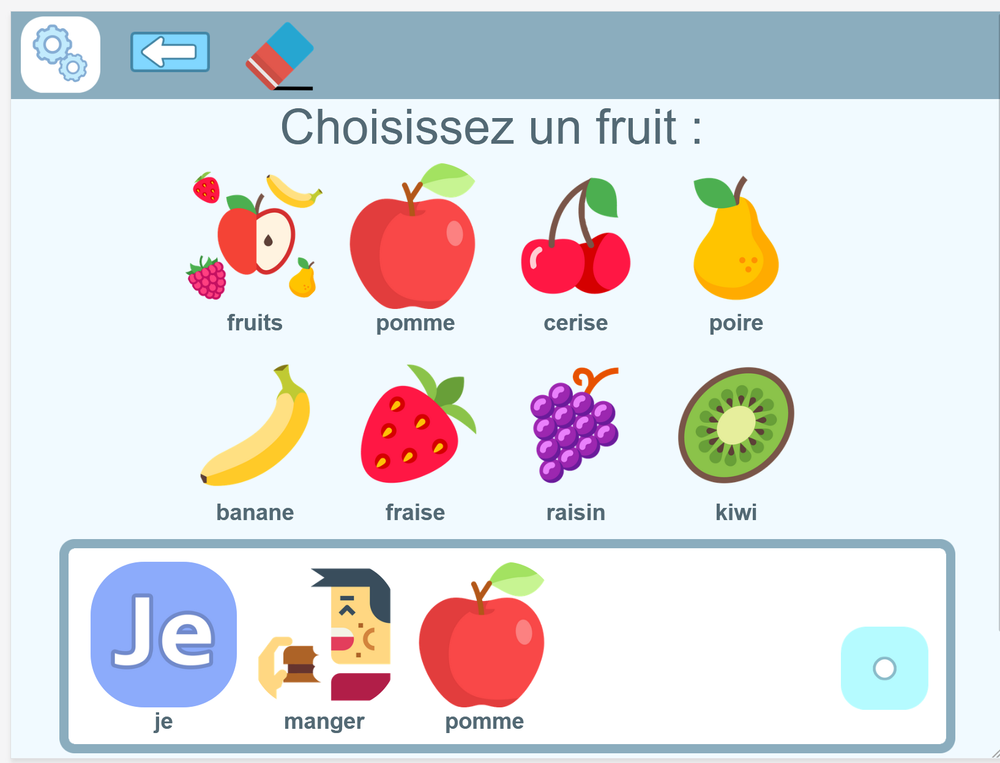 Choisissez un fruit :
fruits pomme cerise poire
banane fraise raisin kiwi
Je
je manger pomme